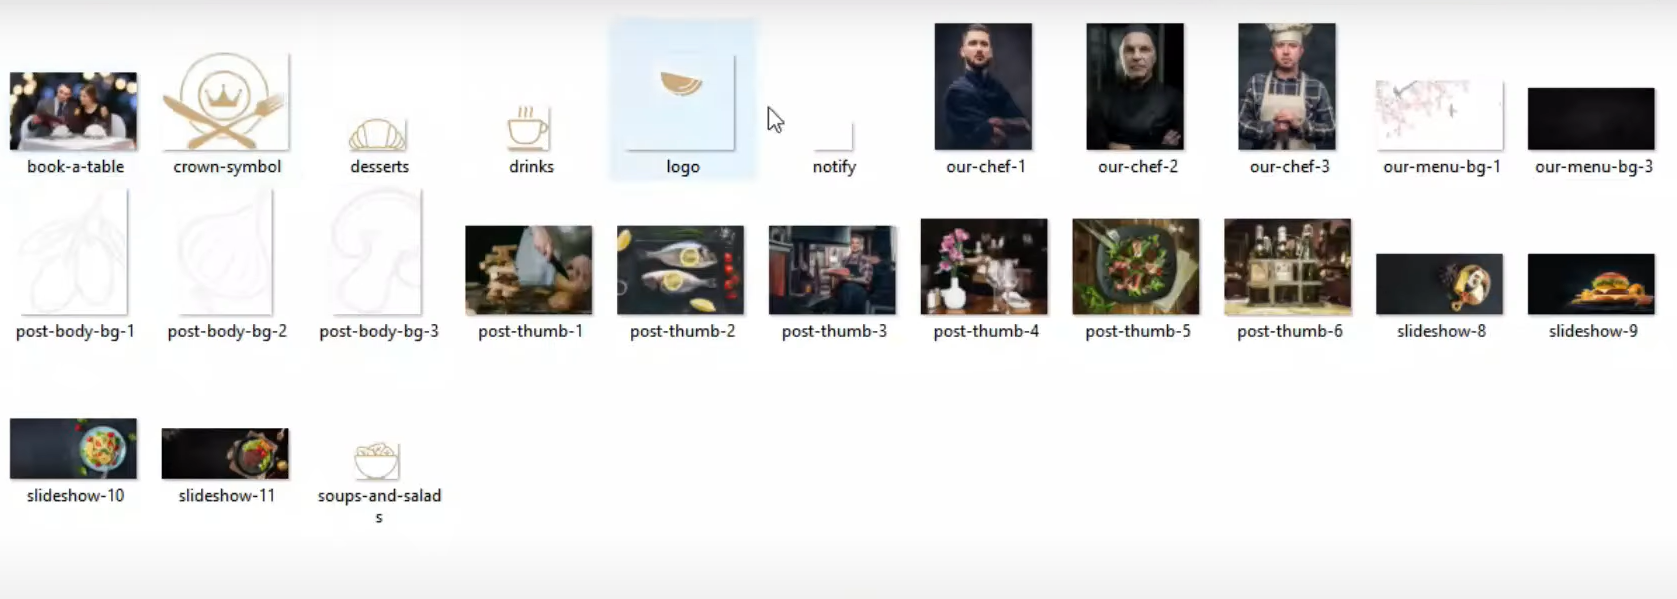 book-a-table
crown-symbol
desserts
drinks
logo
notify
our-chef-1
our-chef-2
our-chef-3
our-menu-bg-1
our-menu-bg-3
post-body-bg-1
post-body-bg-2
post-body-bg-3
post-thumb-1
post-thumb-2
post-thumb-3
post-thumb-4
post-thumb-5
post-thumb-6
slideshow-8
slideshow-9
slideshow-10
slideshow-11
soups-and-salad
s